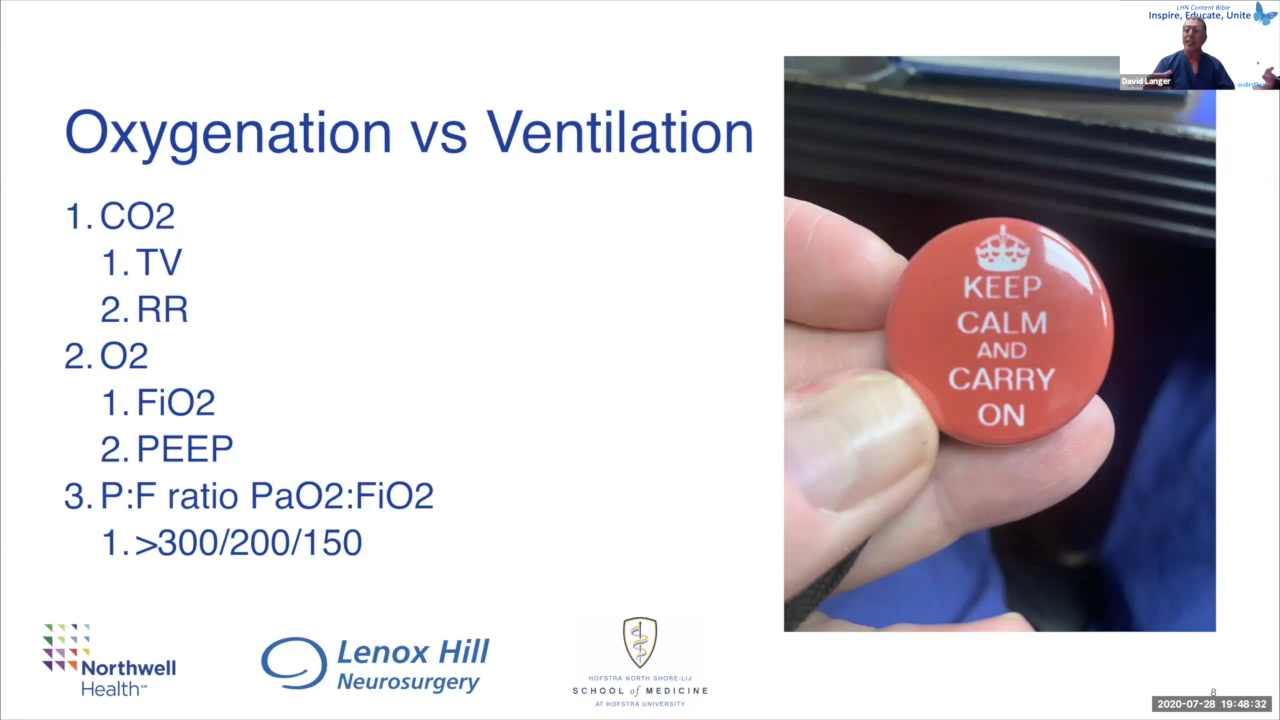 LHN Content Bible
Inspire, Educate, Unite
David Langer
Oxygenation vs Ventilation
1. CO2
1. TV
2. RR
2. O2
1. FiO2
2. PEEP
3. P:F ratio PaO2:FiO2
1. >300/200/150
KEEP
CALM
AND
CARRY
ON
Northwell
Health℠
Lenox Hill
Neurosurgery
HOFSTRA NORTH SHORE-LIJ
SCHOOL of MEDICINE
AT HOFSTRA UNIVERSITY
8
2020-07-28 19:48:32